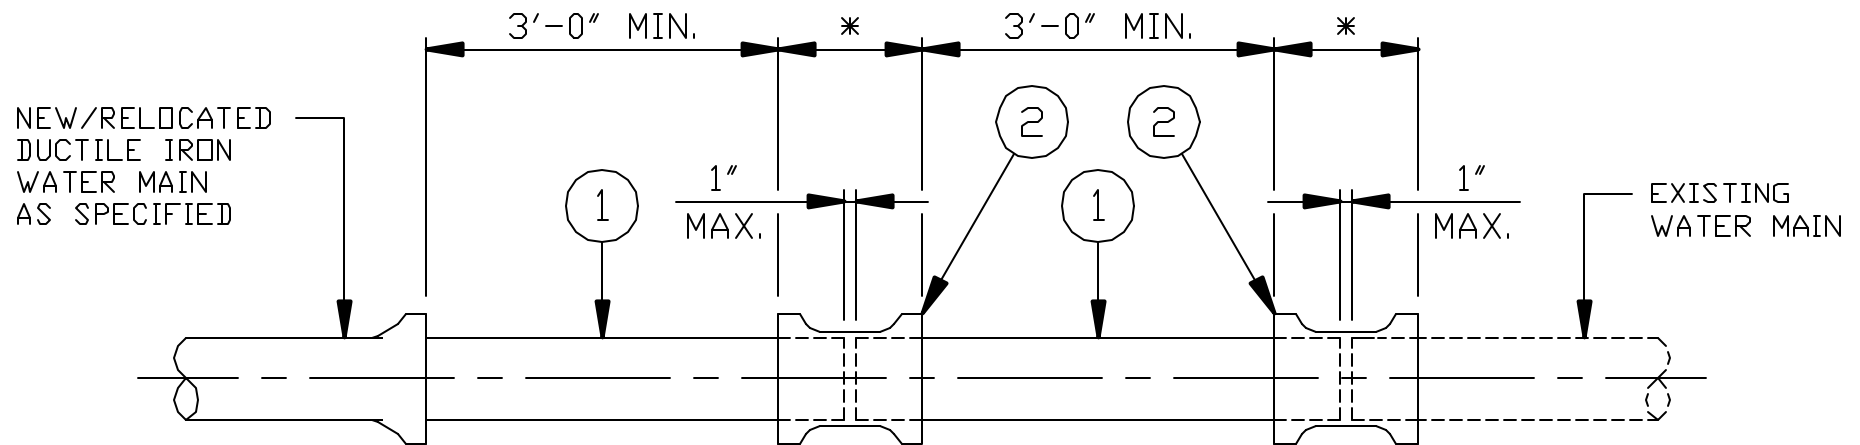 3'-0" MIN.
*
3'-0" MIN.
*
NEW/RELOCATED
DUCTILE IRON
WATER MAIN
AS SPECIFIED
1
1"
MAX.
2
1
2
1"
MAX.
EXISTING
WATER MAIN